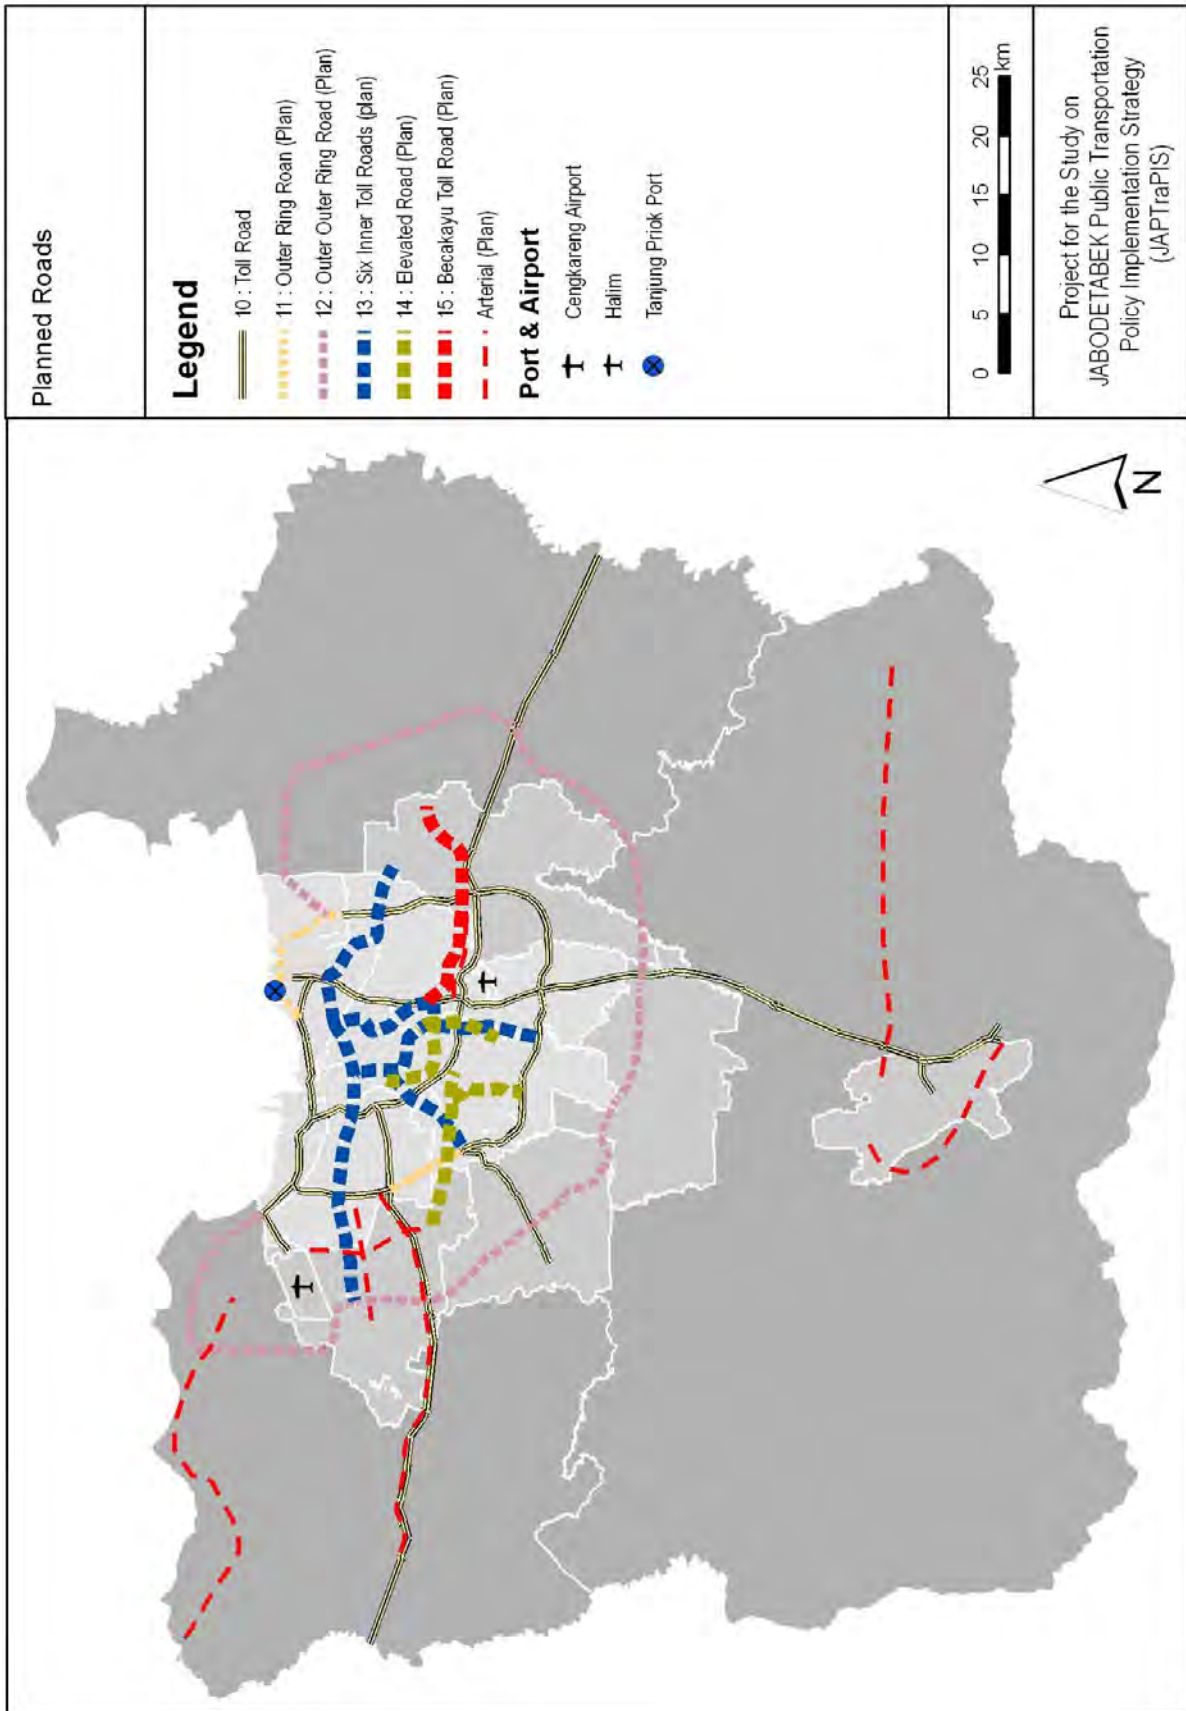 Planned Roads
Legend
10 : Toll Road
11 : Outer Ring Roan (Plan)
12 : Outer Outer Ring Road (Plan)
13 : Six Inner Toll Roads (plan)
14 : Elevated Road (Plan)
15 : Becakayu Toll Road (Plan)
Arterial (Plan)
Port & Airport
Cengkareng Airport
Halim
Tanjung Priok Port
0 5 10 15 20 25
km
Project for the Study on
JABODETABEK Public Transportation
Policy Implementation Strategy
(JAPTraPIS)
N